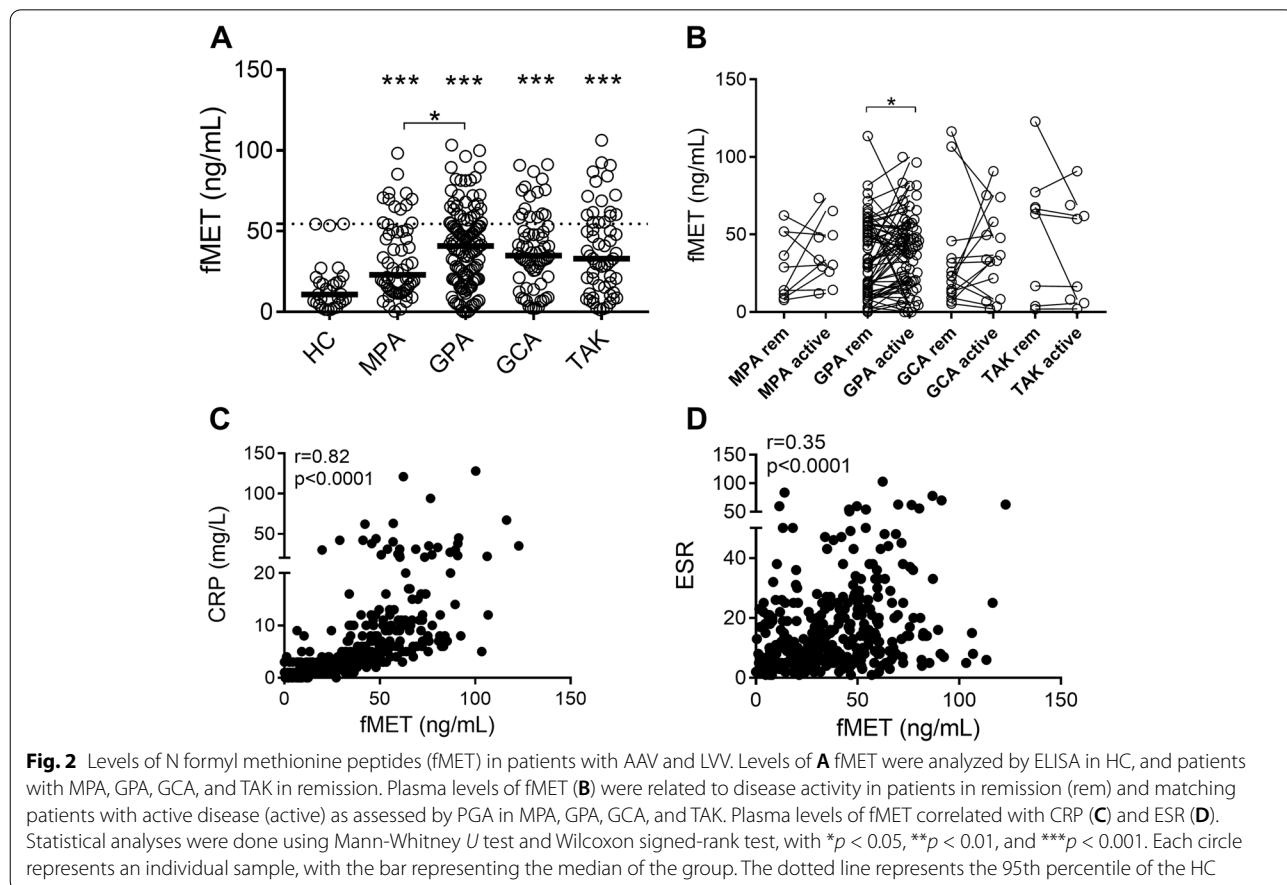 A
150
100
50
0
fMET (ng/mL)
*** *** *** ***
*
HC MPA GPA GCA TAK
B
150
100
50
0
fMET (ng/mL)
*
MPA rem MPA active GPA rem GPA active GCA rem GCA active TAK rem TAK active
C
r=0.82
p<0.0001
150
100
50
20
10
0
CRP (mg/L)
0 50 100 150
fMET (ng/mL)
D
r=0.35
p<0.0001
150
100
50
40
20
0
ESR
0 50 100 150
fMET (ng/mL)
Fig. 2 Levels of N formyl methionine peptides (fMET) in patients with AAV and LVV. Levels of A fMET were analyzed by ELISA in HC, and patients
with MPA, GPA, GCA, and TAK in remission. Plasma levels of fMET (B) were related to disease activity in patients in remission (rem) and matching
patients with active disease (active) as assessed by PGA in MPA, GPA, GCA, and TAK. Plasma levels of fMET correlated with CRP (C) and ESR (D).
Statistical analyses were done using Mann-Whitney U test and Wilcoxon signed-rank test, with *p < 0.05, **p < 0.01, and ***p < 0.001. Each circle
represents an individual sample, with the bar representing the median of the group. The dotted line represents the 95th percentile of the HC